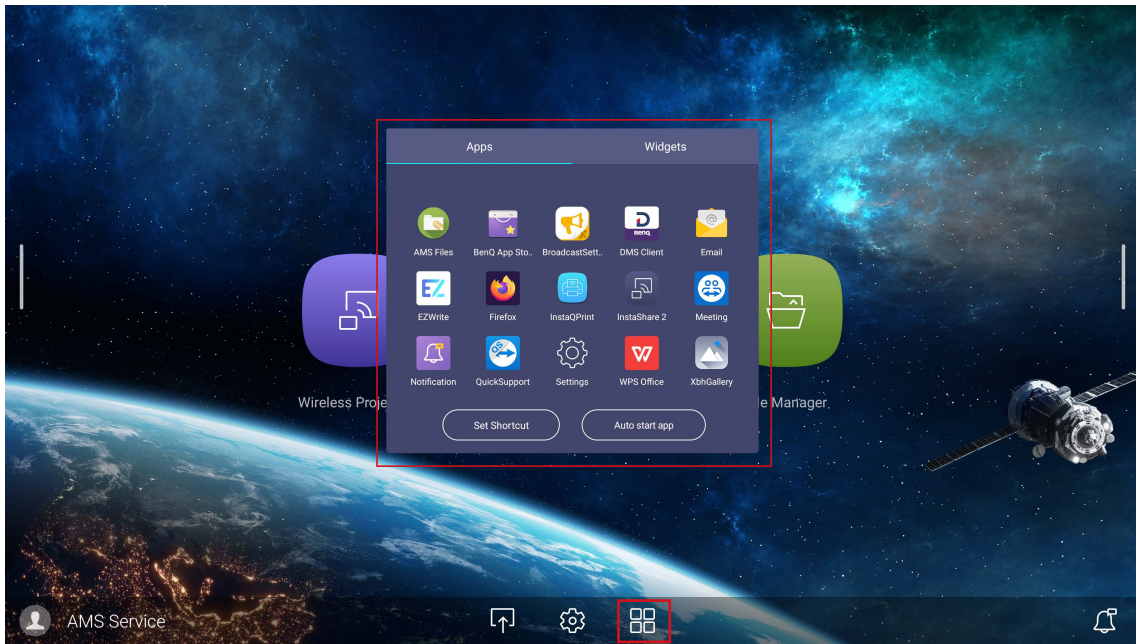 Apps Widgets
AMS Files BenQ App Sto.. BroadcastSett.. DMS Client Email
EZWrite Firefox InstaQPrint InstaShare 2 Meeting
Notification QuickSupport Settings WPS Office XbhGallery
Wireless Proje
le Manager
Set Shortcut Auto start app
AMS Service